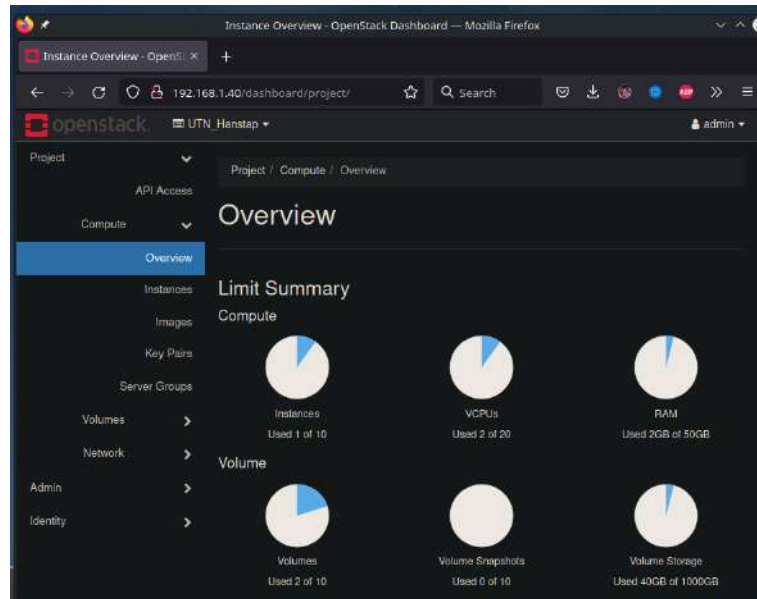 Instance Overview - OpenStack Dashboard — Mozilla Firefox
Instance Overview - OpenSt
192.168.1.40/dashboard/project/
Search
ABP
openstack.
UTN_Hanstap
admin
Project
API Access
Compute
Overview
Instances
Images
Key Pairs
Server Groups
Volumes
Network
Admin
Identity
Project / Compute / Overview
Overview
Limit Summary
Compute
Instances
VCPUs
RAM
Used 1 of 10
Used 2 of 20
Used 2GB of 50GB
Volume
Volumes
Volume Snapshots
Volume Storage
Used 2 of 10
Used 0 of 10
Used 40GB of 1000GB